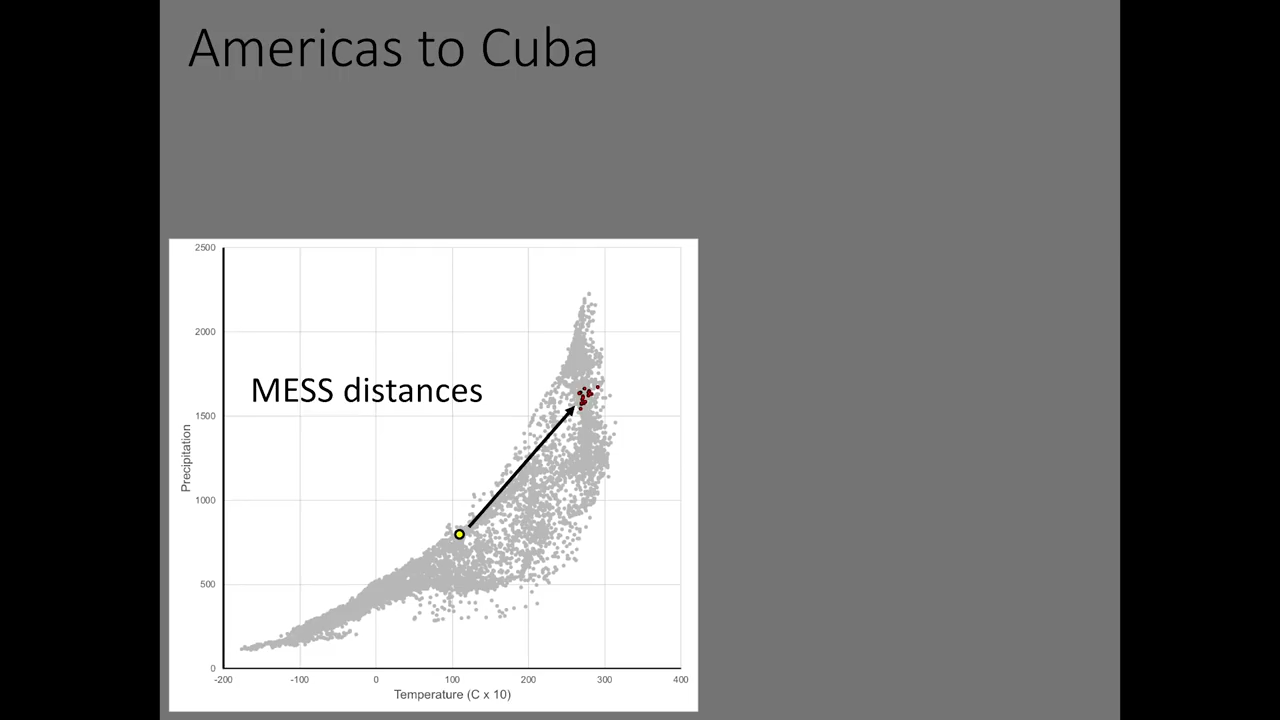 Americas to Cuba
2500
2000
MESS distances
1500
Precipitation
1000
500
0
-200 -100 0 100 200 300 400
Temperature (C x 10)